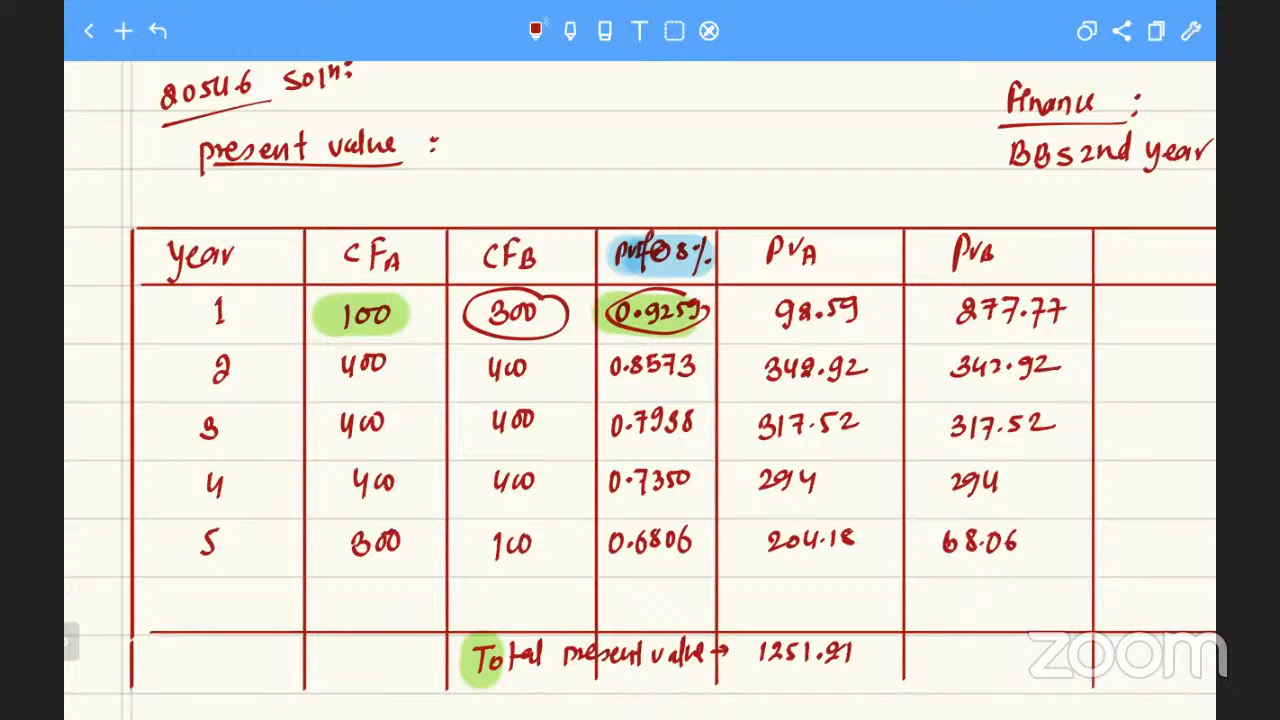 20546 Soln:
Finance :
present value :
BBS 2nd year
Year CFA CFB pvf@8% PVA PVB
1 100 300 0.9259 92.59 277.77
2 400 400 0.8573 342.92 342.92
3 400 400 0.7938 317.52 317.52
4 400 400 0.7350 294 294
5 300 100 0.6806 204.18 68.06
Total present value → 1251.21
zoom